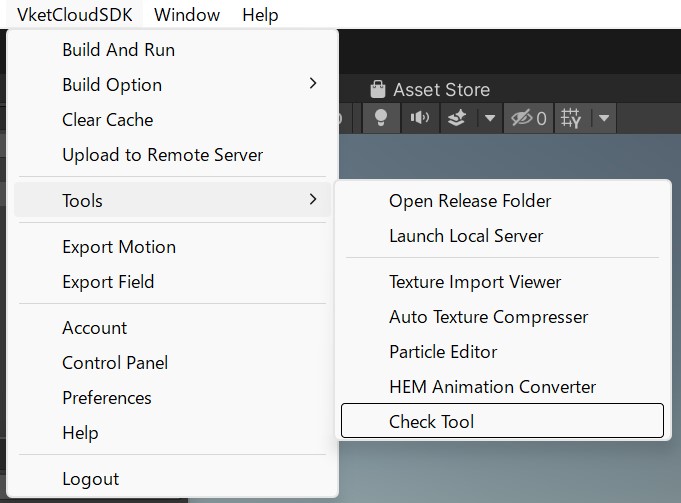 VketCloudSDK Window Help
Build And Run
Build Option
Clear Cache
Upload to Remote Server
Tools
Export Motion
Export Field
Account
Control Panel
Preferences
Help
Logout
Asset Store
0
Open Release Folder
Launch Local Server
Texture Import Viewer
Auto Texture Compresser
Particle Editor
HEM Animation Converter
Check Tool